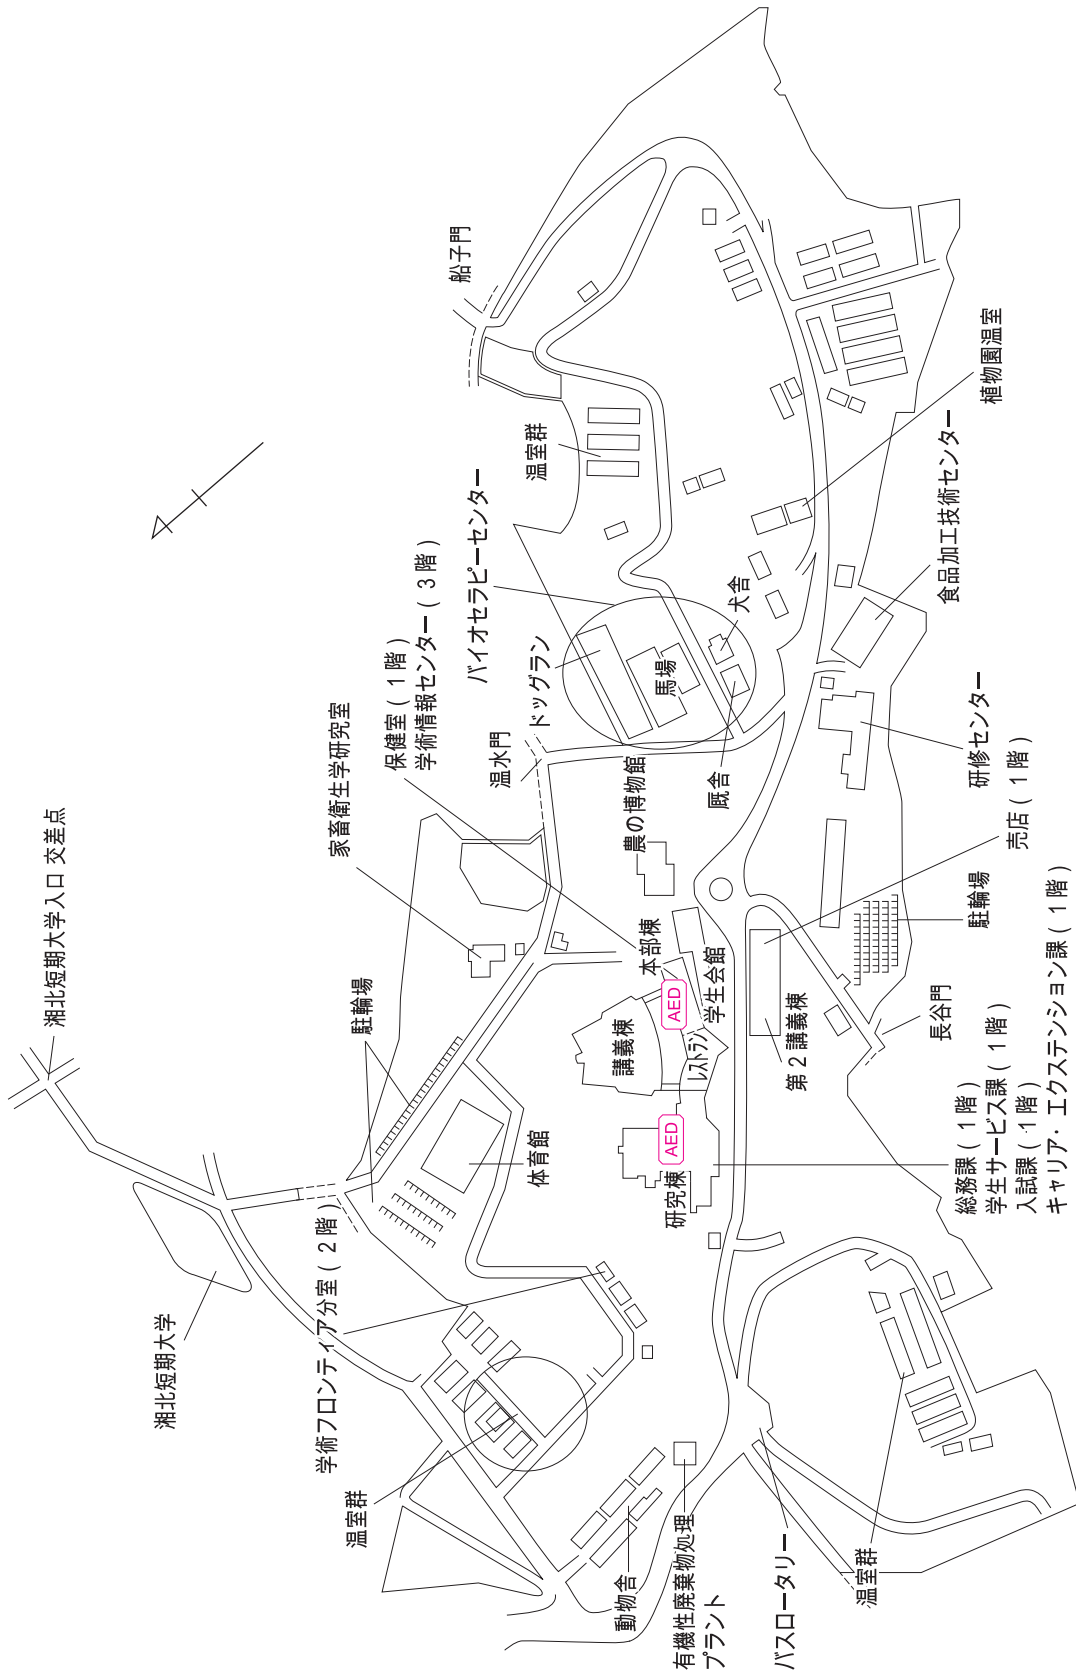 湘北短期大学入口 交差点
湘北短期大学
駐輪場
家畜衛生学研究室
保健室(1階)
学術情報センター(3階)
バイオセラピーセンター
ドッグラン
温水門
船子門
温室群
学術フロンティア分室(2階)
温室群
体育館
講義棟
本部棟
AED
学生会館
レストラン
AED
研究棟
農の博物館
馬場
犬舎
厩舎
第2講義棟
動物舎
有機性廃棄物処理
プラント
バスロータリー
温室群
総務課(1階)
学生サービス課(1階)
入試課(1階)
キャリア・エクステンション課(1階)
長谷門
駐輪場
売店(1階)
研修センター
食品加工技術センター
植物園温室